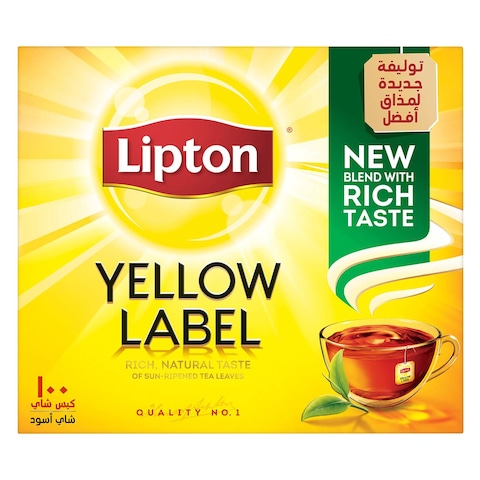 توليفة
جديدة
لمذاق
أفضل
Lipton
®
NEW
BLEND WITH
RICH
TASTE
YELLOW
LABEL
RICH, NATURAL TASTE
OF SUN-RIPENED TEA LEAVES
١٠٠
كيس شاي
شاي أسود
QUALITY NO.1